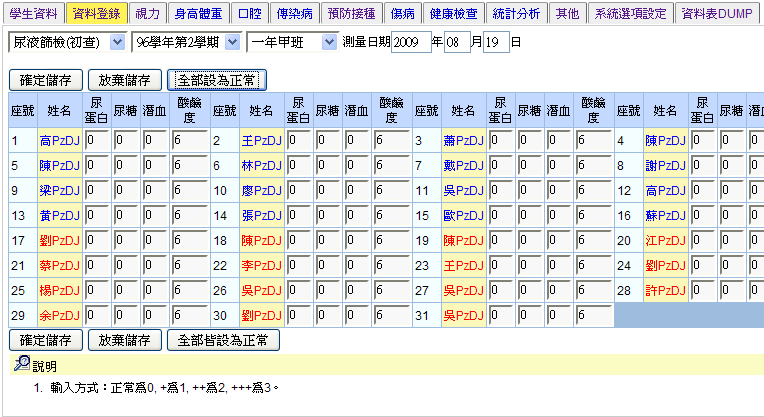 學生資料 資料登錄 視力 身高體重 口腔 傳染病 預防接種 傷病 健康檢查 統計分析 其他 系統選項設定 資料表DUMP
尿液篩檢(初查) 96學年第2學期 一年甲班 測量日期 2009 年 08 月 19 日
確定儲存 放棄儲存 全部設為正常
座號 姓名 尿蛋白 尿糖 潛血 酸鹼度 座號 姓名 尿蛋白 尿糖 潛血 酸鹼度 座號 姓名 尿蛋白 尿糖 潛血 酸鹼度 座號 姓名 尿蛋白 尿糖
1 高PzDJ 0 0 0 6 2 王PzDJ 0 0 0 6 3 蕭PzDJ 0 0 0 6 4 陳PzDJ 0 0 0
5 陳PzDJ 0 0 0 6 6 林PzDJ 0 0 0 6 7 戴PzDJ 0 0 0 6 8 謝PzDJ 0 0 0
9 梁PzDJ 0 0 0 6 10 廖PzDJ 0 0 0 6 11 吳PzDJ 0 0 0 6 12 高PzDJ 0 0 0
13 黃PzDJ 0 0 0 6 14 張PzDJ 0 0 0 6 15 歐PzDJ 0 0 0 6 16 蘇PzDJ 0 0 0
17 劉PzDJ 0 0 0 6 18 陳PzDJ 0 0 0 6 19 陳PzDJ 0 0 0 6 20 江PzDJ 0 0 0
21 蔡PzDJ 0 0 0 6 22 李PzDJ 0 0 0 6 23 王PzDJ 0 0 0 6 24 劉PzDJ 0 0 0
25 楊PzDJ 0 0 0 6 26 吳PzDJ 0 0 0 6 27 吳PzDJ 0 0 0 6 28 許PzDJ 0 0 0
29 余PzDJ 0 0 0 6 30 劉PzDJ 0 0 0 6 31 吳PzDJ 0 0 0 6
確定儲存 放棄儲存 全部皆設為正常
說明
1. 輸入方式：正常為0, +為1, ++為2, +++為3。